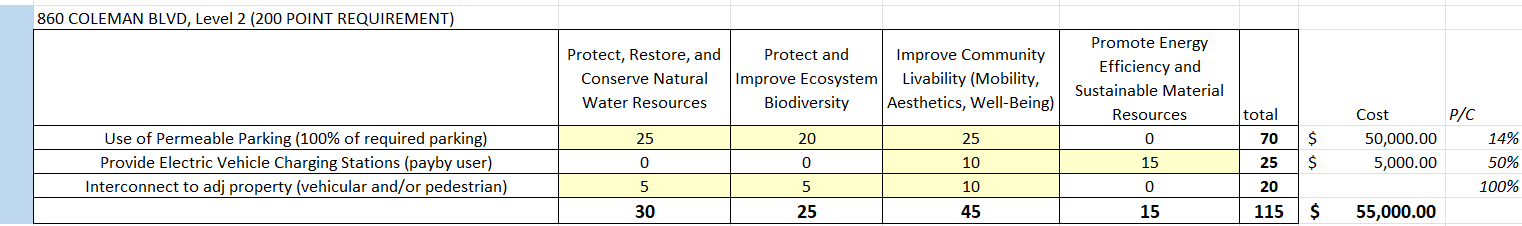 860 COLEMAN BLVD, Level 2 (200 POINT REQUIREMENT)
Protect, Restore, and Conserve Natural Water Resources Protect and Improve Ecosystem Biodiversity Improve Community Livability (Mobility, Aesthetics, Well-Being) Promote Energy Efficiency and Sustainable Material Resources total Cost P/C
Use of Permeable Parking (100% of required parking) 25 20 25 0 70 $ 50,000.00 14%
Provide Electric Vehicle Charging Stations (payby user) 0 0 10 15 25 $ 5,000.00 50%
Interconnect to adj property (vehicular and/or pedestrian) 5 5 10 0 20 100%
30 25 45 15 115 $ 55,000.00